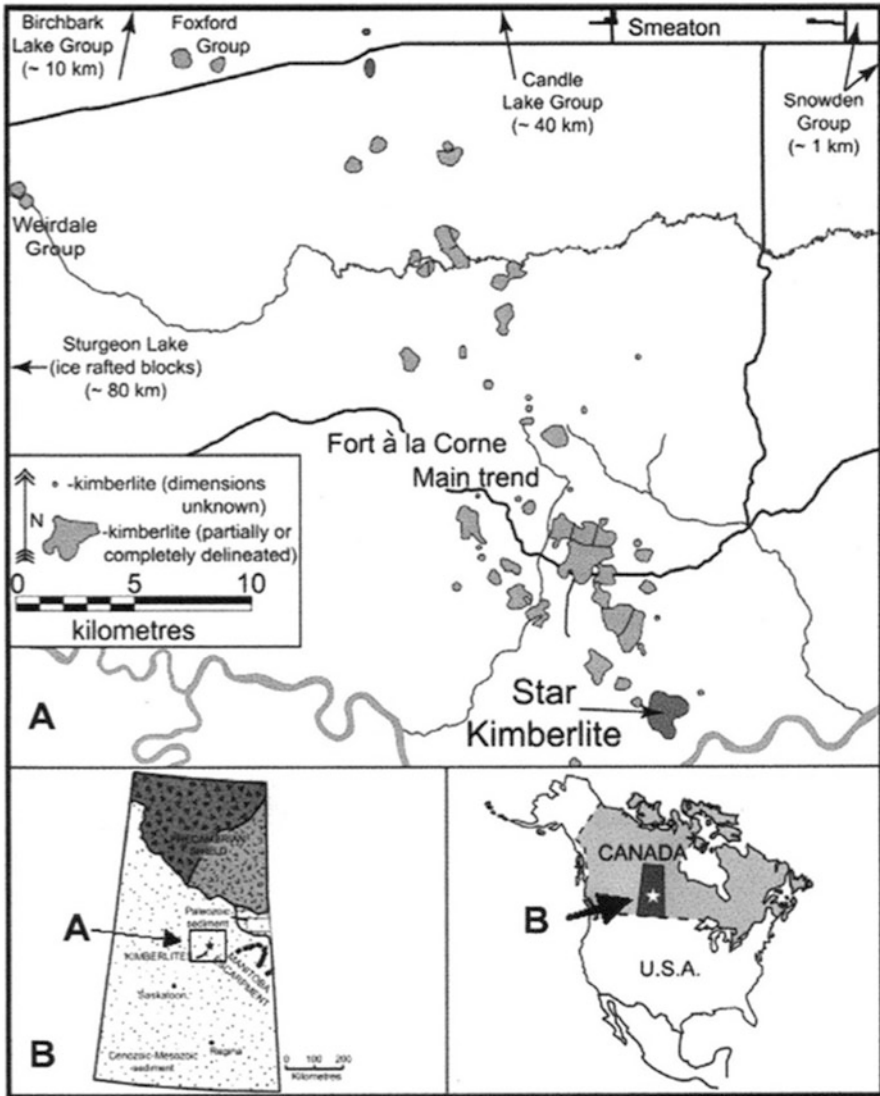 Birchbark
Lake Group
(~ 10 km)
Foxford
Group
Smeaton
Candle
Lake Group
(~ 40 km)
Snowden
Group
(~ 1 km)
Weirdale
Group
Sturgeon Lake
(ice rafted blocks)
(~ 80 km)
Fort à la Corne
Main trend
-kimberlite (dimensions
unknown)
N
-kimberlite (partially or
completely delineated)
0 5 10
kilometres
A
Star
Kimberlite
PRECAMBRIAN
SHIELD
Paleozoic
sediment
A
KIMBERLITE
MANITOBA
ESCARPMENT
Saskatoon
Regina
B
Cenozoic-Mesozoic
sediment
0 100 200
Kilometres
CANADA
B
U.S.A.